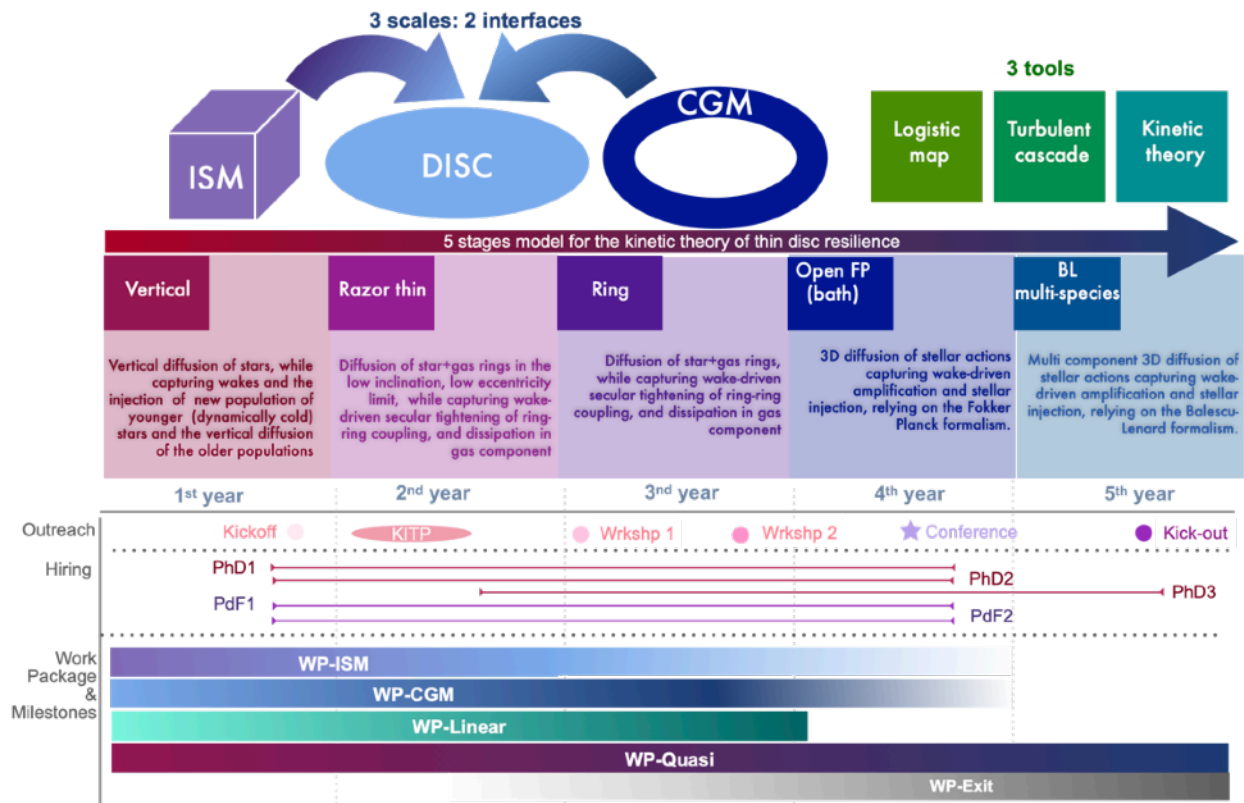 3 scales: 2 interfaces
ISM
DISC
CGM
3 tools
Logistic
map
Turbulent
cascade
Kinetic
theory
5 stages model for the kinetic theory of thin disc resilience
Vertical
Vertical diffusion of stars, while
capturing wakes and the
injection of new population of
younger (dynamically cold)
stars and the vertical diffusion
of the older populations
Razor thin
Diffusion of star+gas rings in the
low inclination, low eccentricity
limit, while capturing wake-
driven secular tightening of ring-
ring coupling, and dissipation in
gas component
Ring
Diffusion of star+gas rings,
while capturing wake-driven
secular tightening of ring-ring
coupling, and dissipation in gas
component
Open FP
(bath)
3D diffusion of stellar actions
capturing wake-driven
amplification and stellar
injection, relying on the Fokker
Planck formalism.
BL
multi-species
Multi component 3D diffusion of
stellar actions capturing wake-
driven amplification and stellar
injection, relying on the Balescu-
Lenard formalism.
1st year
2nd year
3rd year
4th year
5th year
Outreach
Kickoff
KITP
Wrkshp 1
Wrkshp 2
Conference
Kick-out
Hiring
PhD1
PhD2
PhD3
PdF1
PdF2
Work
Package
&
Milestones
WP-ISM
WP-CGM
WP-Linear
WP-Quasi
WP-Exit